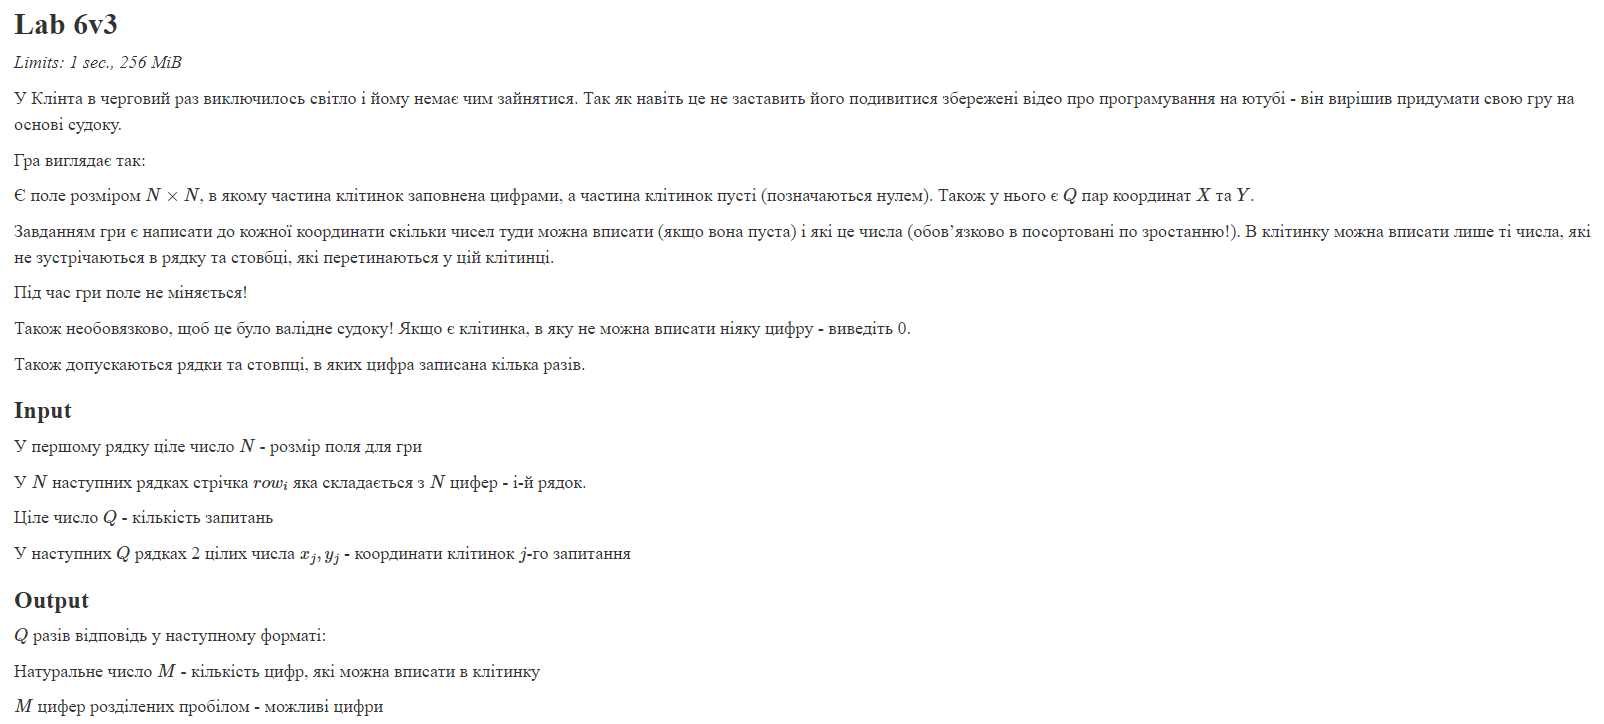 Lab 6v3
Limits: 1 sec., 256 MiB
У Клінта в черговий раз виключилось світло і йому немає чим зайнятися. Так як навіть це не заставить його подивитися збережені відео про програмування на ютубі - він вирішив придумати свою гру на
основі судоку.
Гра виглядає так:
Є поле розміром N × N, в якому частина клітинок заповнена цифрами, а частина клітинок пусті (позначаються нулем). Також у нього є Q пар координат X та Y.
Завданням гри є написати до кожної координати скільки чисел туди можна вписати (якщо вона пуста) і які це числа (обов’язково в посортовані по зростанню!). В клітинку можна вписати лише ті числа, які
не зустрічаються в рядку та стовбці, які перетинаються у цій клітинці.
Під час гри поле не міняється!
Також необовязково, щоб це було валідне судоку! Якщо є клітинка, в яку не можна вписати ніяку цифру - виведіть 0.
Також допускаються рядки та стовпці, в яких цифра записана кілька разів.
Input
У першому рядку ціле число N - розмір поля для гри
У N наступних рядках стрічка row_i яка складається з N цифер - і-й рядок.
Ціле число Q - кількість запитань
У наступних Q рядках 2 цілих числа x_j, y_j - координати клітинок j-го запитання
Output
Q разів відповідь у наступному форматі:
Натуральне число M - кількість цифр, які можна вписати в клітинку
M цифер розділених пробілом - можливі цифри